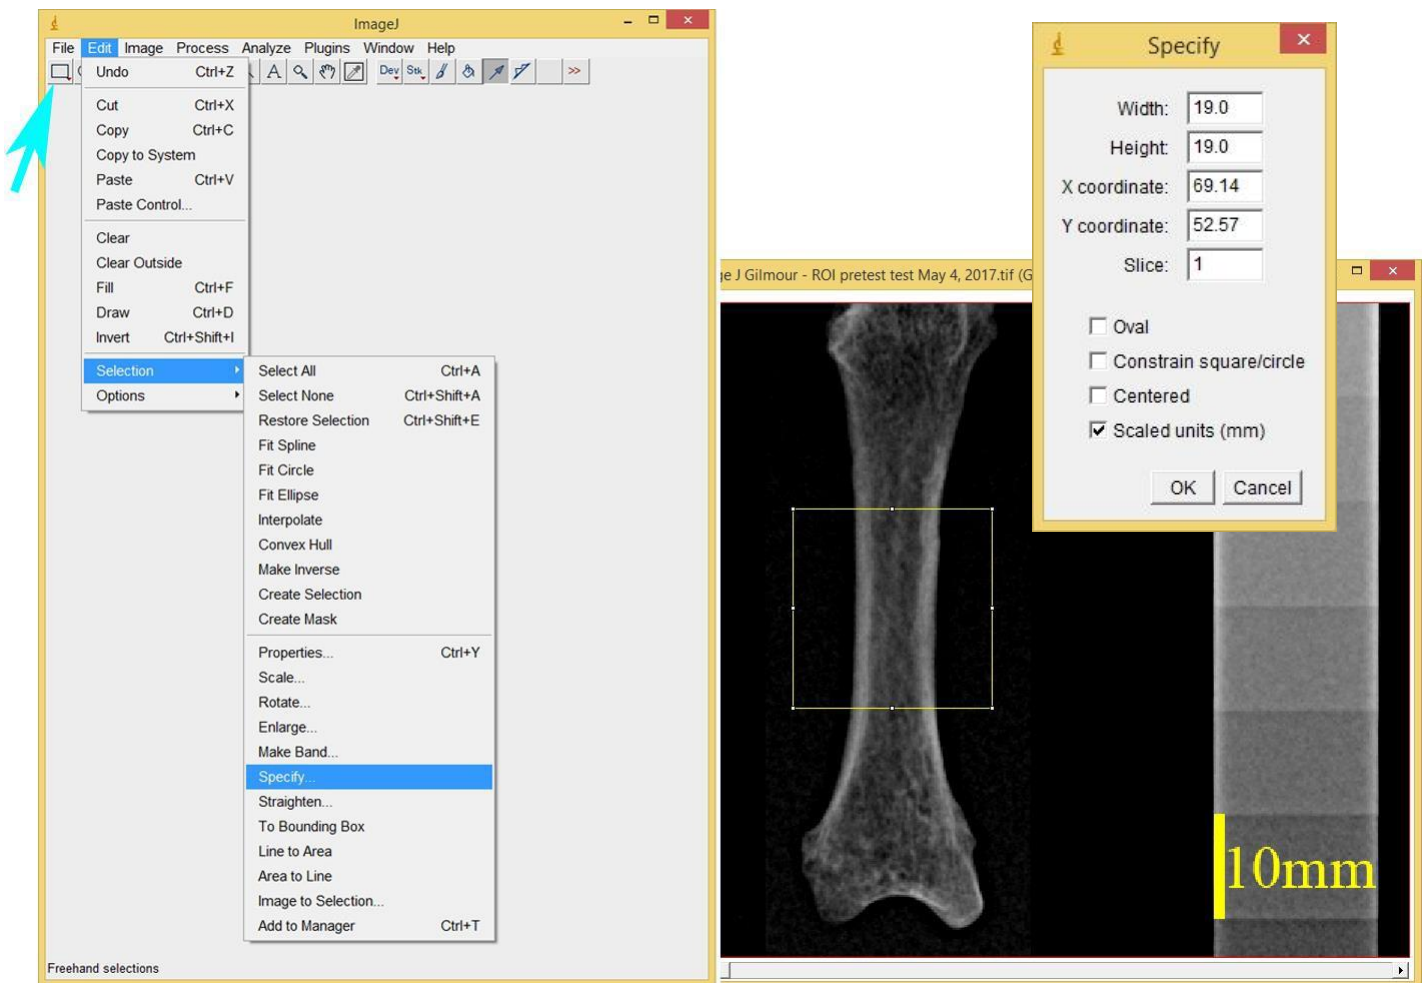 ImageJ
File Edit Image Process Analyze Plugins Window Help
A Dev Stk >>
Undo Ctrl+Z
Cut Ctrl+X
Copy Ctrl+C
Copy to System
Paste Ctrl+V
Paste Control...
Clear
Clear Outside
Fill Ctrl+F
Draw Ctrl+D
Invert Ctrl+Shift+I
Selection
Options
Select All Ctrl+A
Select None Ctrl+Shift+A
Restore Selection Ctrl+Shift+E
Fit Spline
Fit Circle
Fit Ellipse
Interpolate
Convex Hull
Make Inverse
Create Selection
Create Mask
Properties... Ctrl+Y
Scale...
Rotate...
Enlarge...
Make Band...
Specify...
Straighten...
To Bounding Box
Line to Area
Area to Line
Image to Selection...
Add to Manager Ctrl+T
Freehand selections
Specify
Width: 19.0
Height: 19.0
X coordinate: 69.14
Y coordinate: 52.57
Slice: 1
Oval
Constrain square/circle
Centered
Scaled units (mm)
OK Cancel
ge J Gilmour - ROI pretest test May 4, 2017.tif (G
10mm